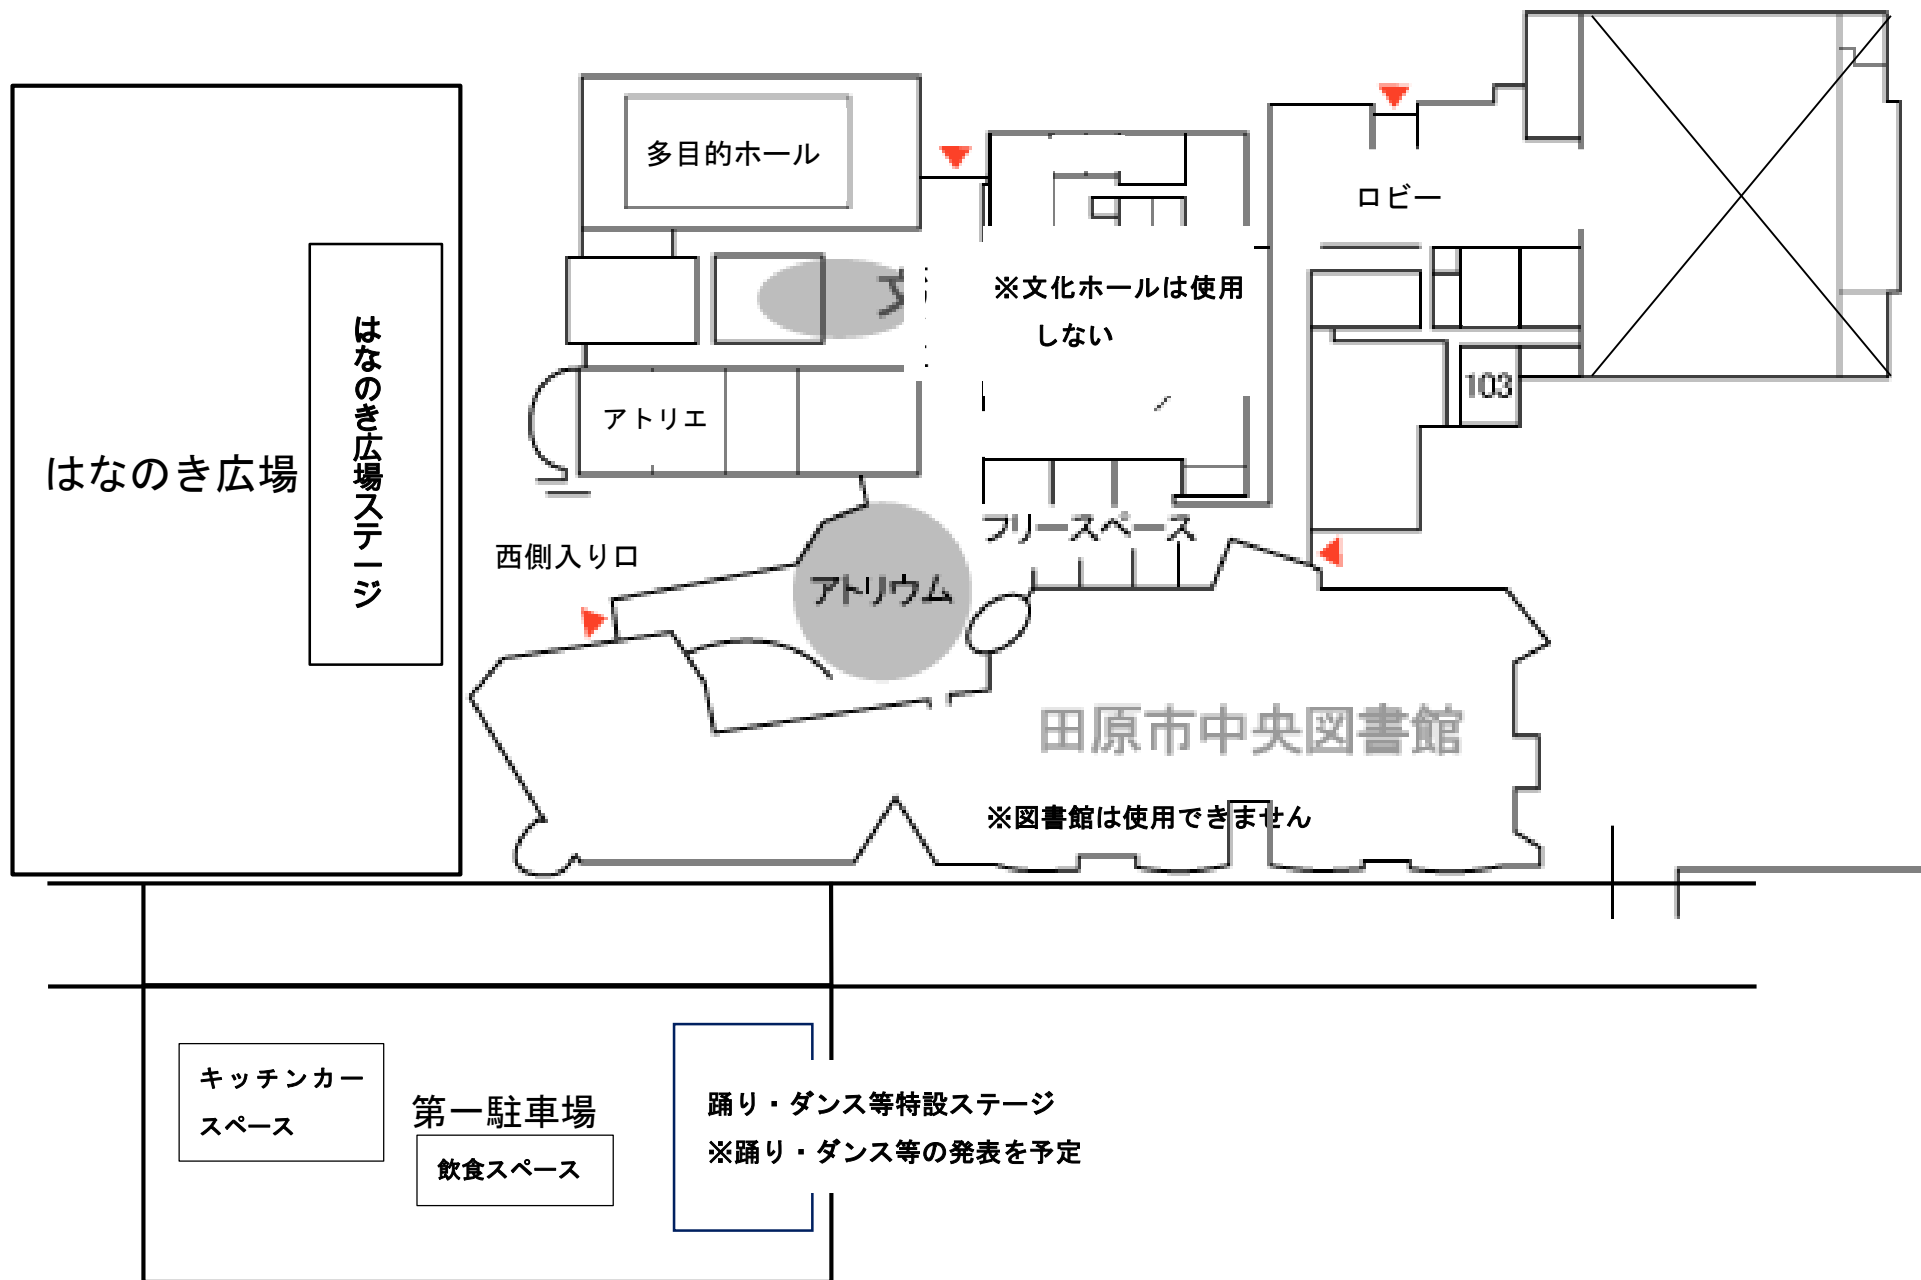 多目的ホール
ロビー
※文化ホールは使用
しない
103
アトリエ
はなのき広場
はなのき広場ステージ
フリースペース
西側入り口
アトリウム
田原市中央図書館
※図書館は使用できません
キッチンカー
スペース
第一駐車場
飲食スペース
踊り・ダンス等特設ステージ
※踊り・ダンス等の発表を予定